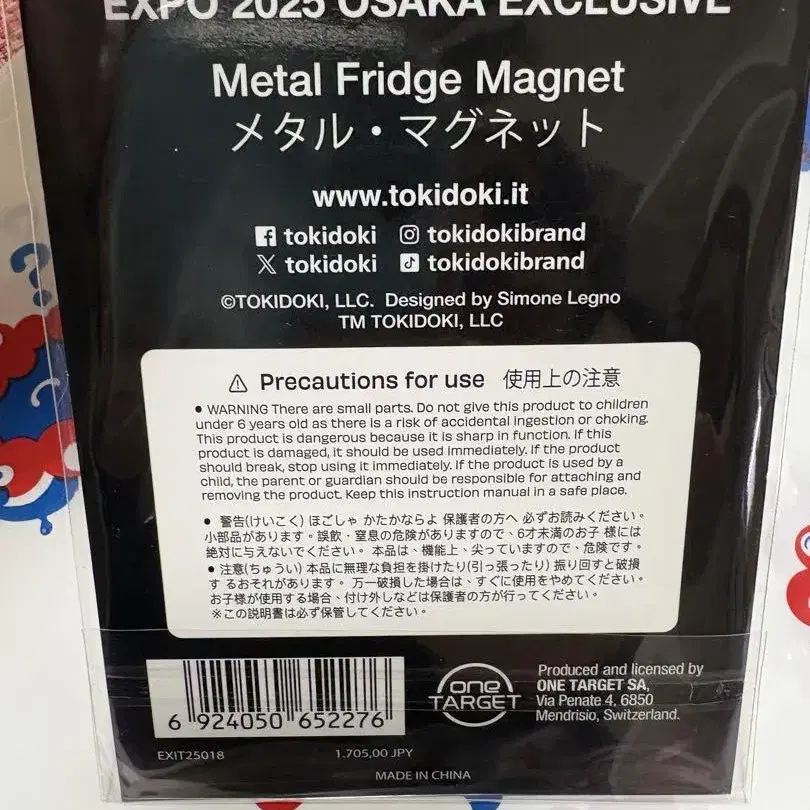 EXPO 2025 OSAKA EXCLUSIVE
Metal Fridge Magnet
メタル・マグネット
www.tokidoki.it
tokidoki tokidokibrand
tokidoki tokidokibrand
©TOKIDOKI, LLC. Designed by Simone Legno
TM TOKIDOKI, LLC
⚠ Precautions for use 使用上の注意
• WARNING There are small parts. Do not give this product to children
under 6 years old as there is a risk of accidental ingestion or choking.
This product is dangerous because it is sharp in function. If this
product is damaged, it should be used immediately. If the product
should break, stop using it immediately. If the product is used by a
child, the parent or guardian should be responsible for attaching and
removing the product. Keep this instruction manual in a safe place.
• 警告(けいこく) ほごしゃ かたかならよ 保護者の方へ 必ずお読みください。
小部品があります。誤飲・窒息の危険がありますので、6才未満のお子 様には
絶対に与えないでください。 本品は、機能上、尖っていますので、危険です。
• 注意(ちゅうい) 本品に無理な負担を掛けたり(引っ張ったり) 振り回すと破損
す るおそれがあります。 万一破損した場合は、すぐに使用をやめてください。
お子様が使用する場合、付け外しなどは保護者の方が行ってください。
※この説明書は必ず保管してください。
6 924050 652276
EXIT25018 1.705,00 JPY
one
TARGET
Produced and licensed by
ONE TARGET SA,
Via Penate 4, 6850
Mendrisio, Switzerland.
MADE IN CHINA